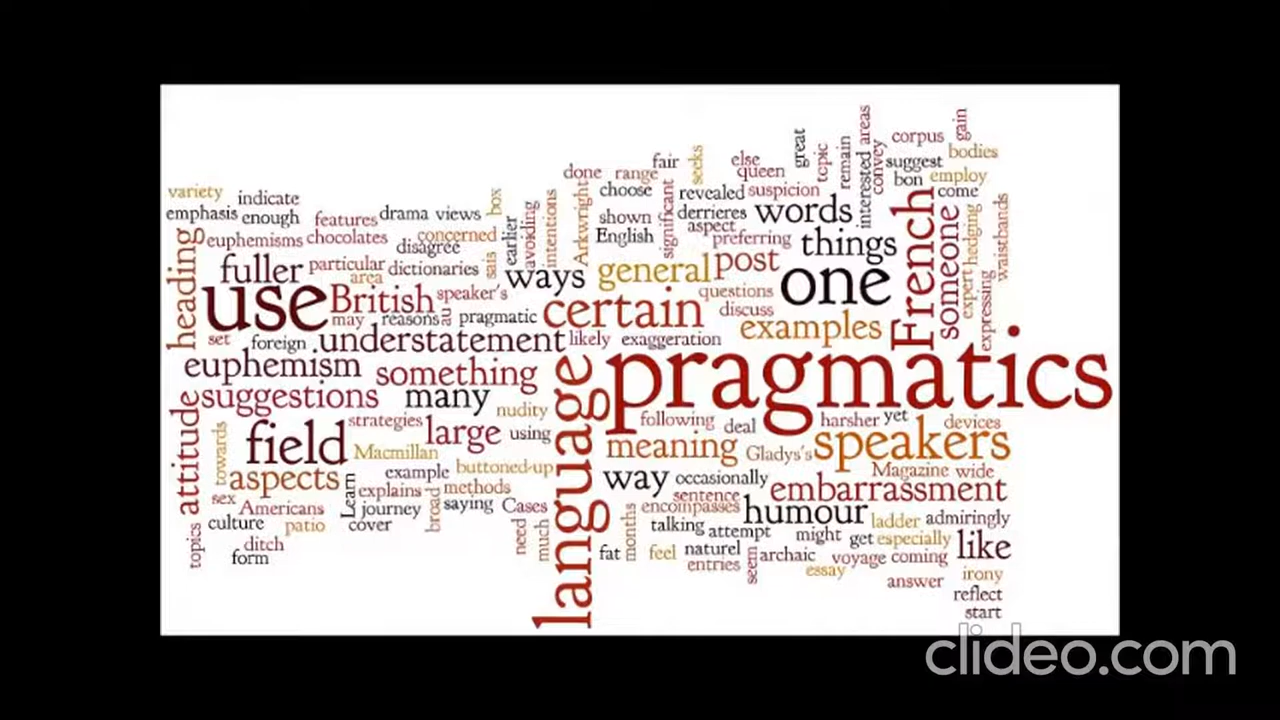 variety
indicate
emphasis enough
features drama views
box
euphemisms chocolates
disagree
concerned
earlier
avoiding
intentions
Arkwright
done range
fair
seeks
choose
shown
English
significant
revealed
derrieres
aspect
preferring
else
queen
suspicion
great
topic
remain
interested
areas
convey
corpus
gain
suggest
bodies
bon employ
come
words
things
French
someone
hedging
expert
waistbands
expressing
heading
fuller
particular
area
dictionaries
sais
ways
general post
questions
discuss
one
use
British speaker's
may reasons au pragmatic
certain
examples
set
foreign
understatement
likely exaggeration
euphemism
something
suggestions
many
nudity
language
pragmatics
following
deal
harsher yet
devices
attitude
towards
strategies
field
Macmillan
large using
meaning
Gladys's
speakers
aspects
example buttoned-up
way occasionally
Magazine wide
sex
Americans
Learn
explains
broad
methods
journey
saying Cases
sentence
encompasses
embarrassment
topics
culture
patio
cover
need
much
months
talking attempt
humour
ladder admiringly
ditch
form
fat
feel naturel
entries
seem
archaic
might get especially
like
voyage coming
essay
answer
irony
reflect
start
clideo.com